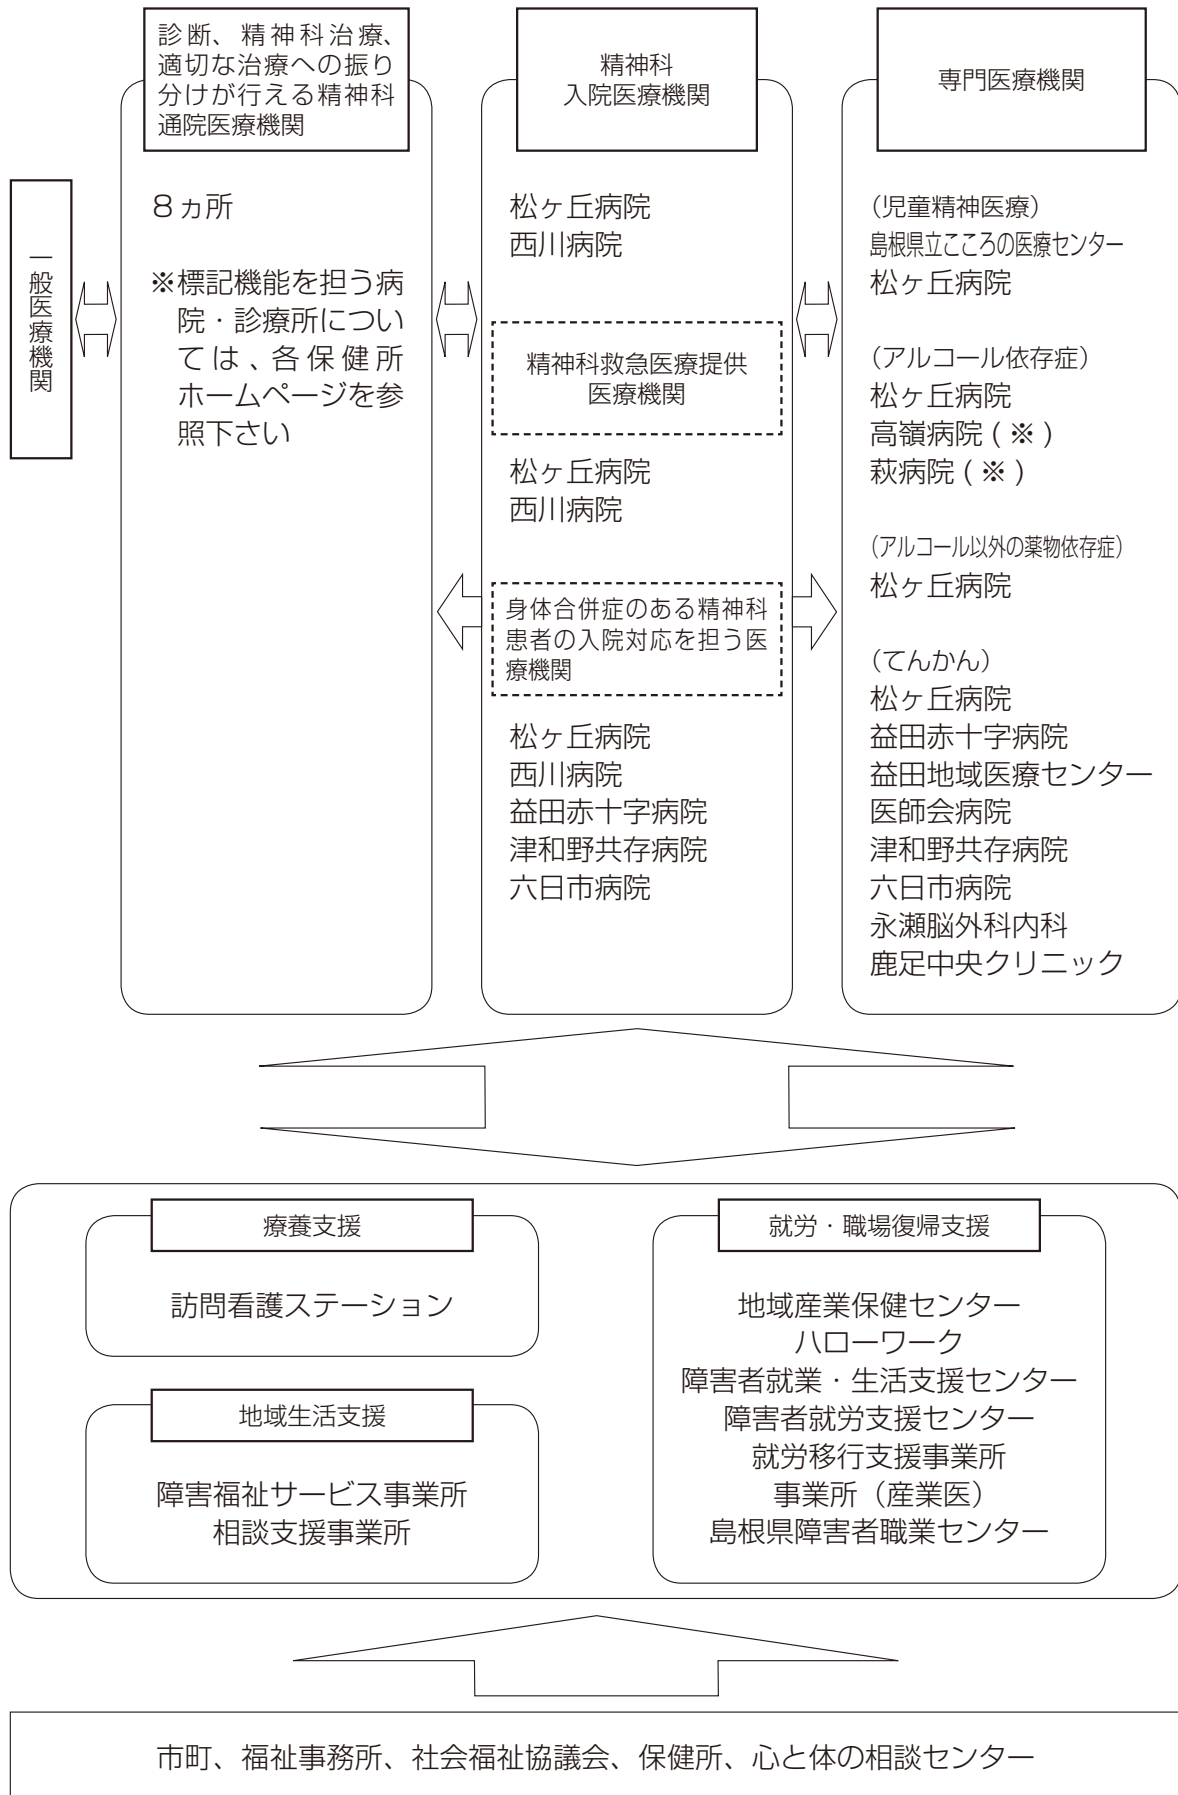 診断、精神科治療、
適切な治療への振り
分けが行える精神科
通院医療機関
精神科
入院医療機関
専門医療機関
一般医療機関
８ヵ所
※標記機能を担う病
院・診療所につい
ては、各保健所
ホームページを参
照下さい
松ヶ丘病院
西川病院
精神科救急医療提供
医療機関
松ヶ丘病院
西川病院
身体合併症のある精神科
患者の入院対応を担う医
療機関
松ヶ丘病院
西川病院
益田赤十字病院
津和野共存病院
六日市病院
（児童精神医療）
島根県立こころの医療センター
松ヶ丘病院
（アルコール依存症）
松ヶ丘病院
高嶺病院 ( ※ )
萩病院 ( ※ )
（アルコール以外の薬物依存症）
松ヶ丘病院
（てんかん）
松ヶ丘病院
益田赤十字病院
益田地域医療センター
医師会病院
津和野共存病院
六日市病院
永瀬脳外科内科
鹿足中央クリニック
療養支援
訪問看護ステーション
地域生活支援
障害福祉サービス事業所
相談支援事業所
就労・職場復帰支援
地域産業保健センター
ハローワーク
障害者就業・生活支援センター
障害者就労支援センター
就労移行支援事業所
事業所（産業医）
島根県障害者職業センター
市町、福祉事務所、社会福祉協議会、保健所、心と体の相談センター